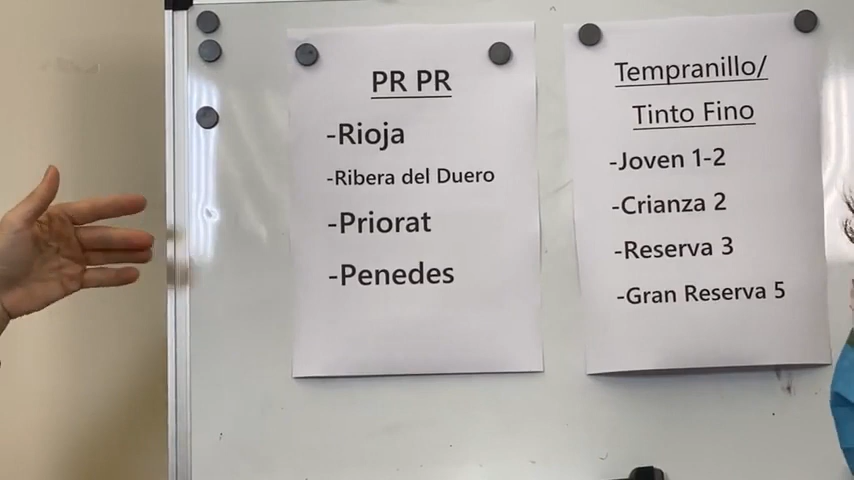 PR PR
-Rioja
-Ribera del Duero
-Priorat
-Penedes
Tempranillo/
Tinto Fino
-Joven 1-2
-Crianza 2
-Reserva 3
-Gran Reserva 5